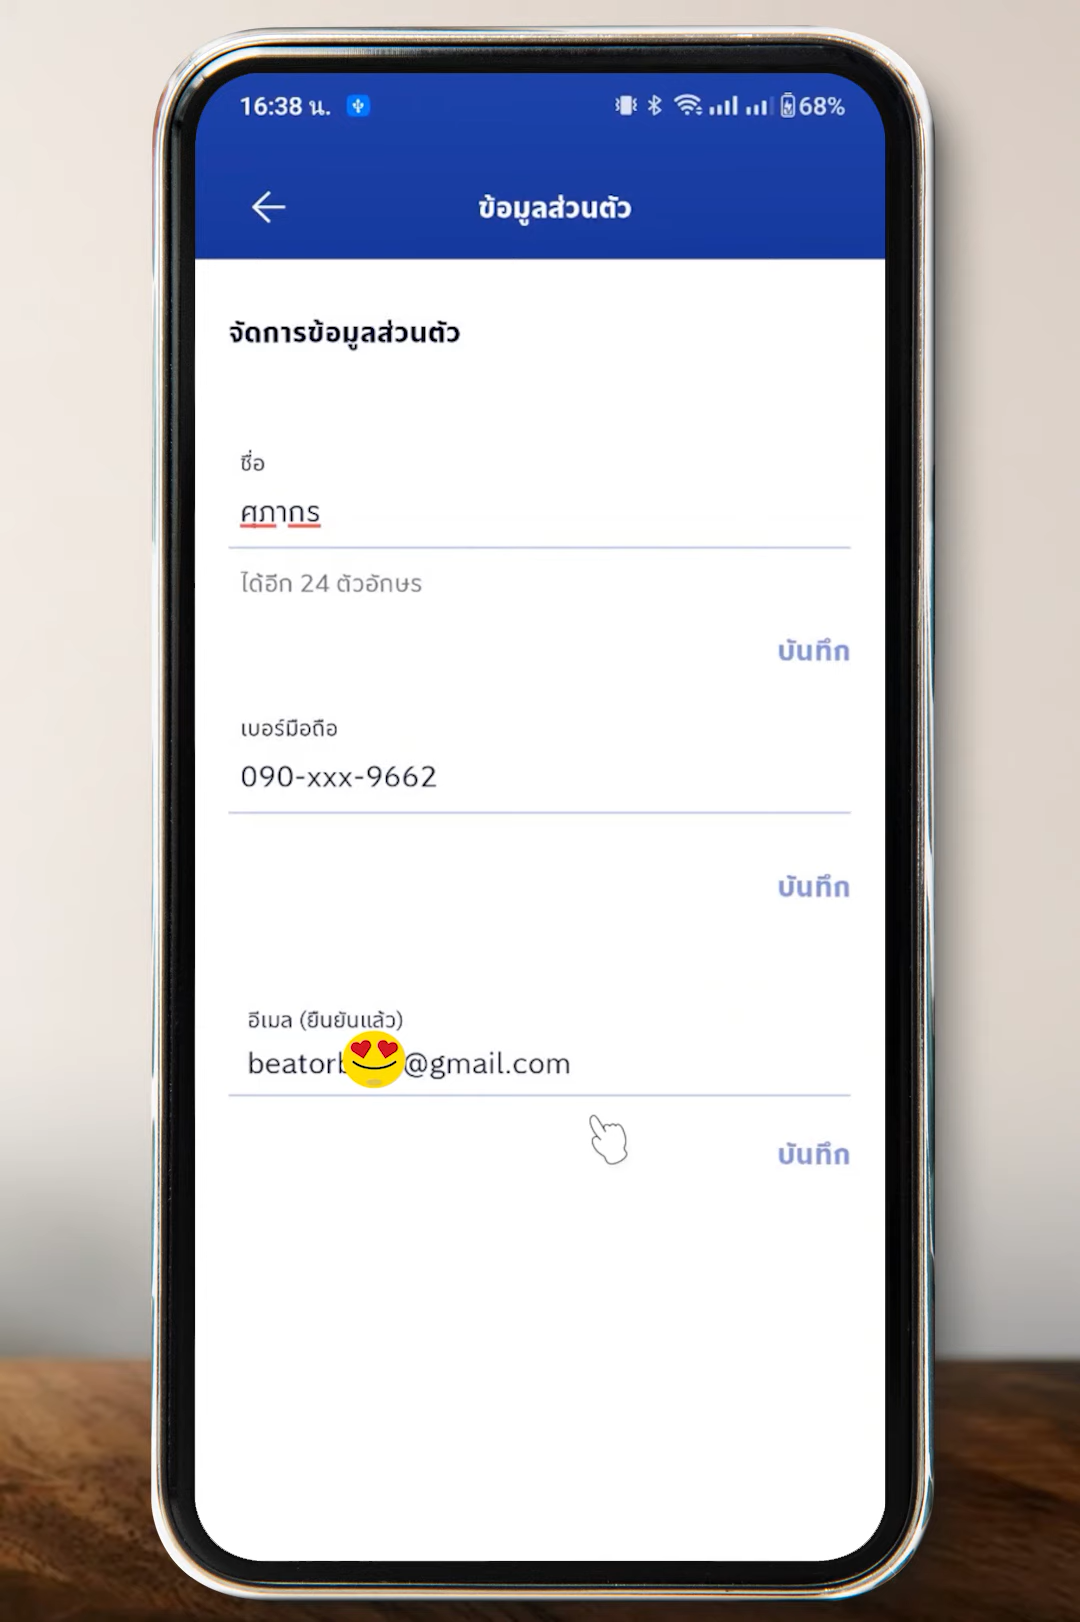 16:38 น. 68%
ข้อมูลส่วนตัว
จัดการข้อมูลส่วนตัว
ชื่อ
ศุภากร
ได้อีก 24 ตัวอักษร
บันทึก
เบอร์มือถือ
090-xxx-9662
บันทึก
อีเมล (ยืนยันแล้ว)
beatorb @gmail.com
บันทึก